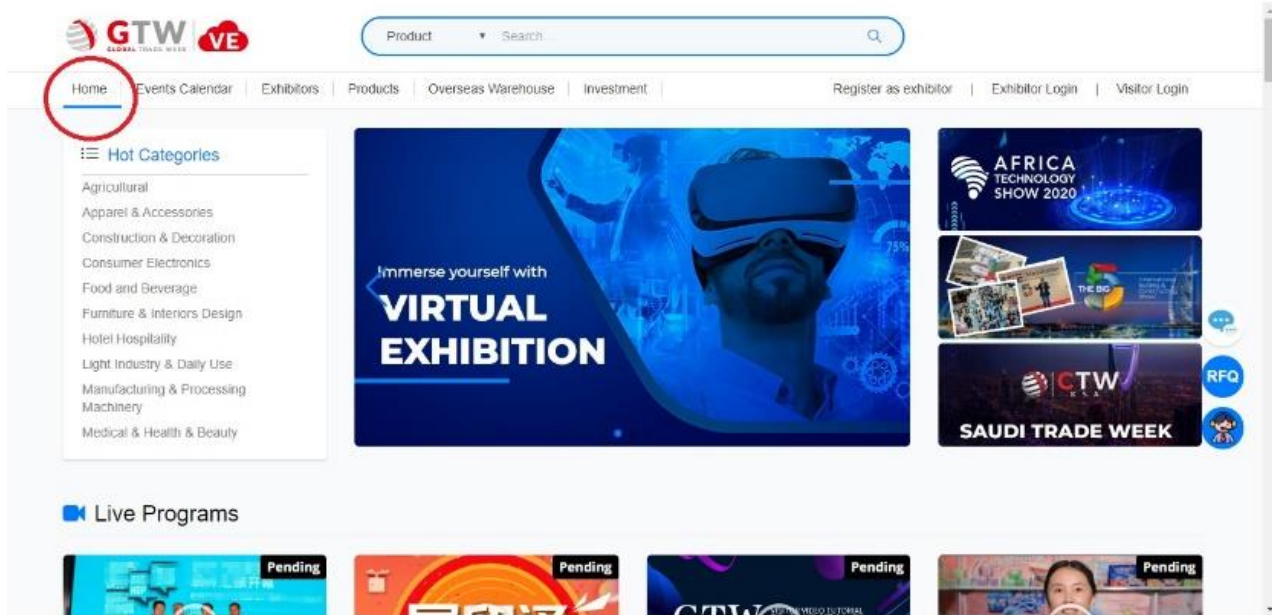 GTW VE
GLOBAL TRADE WEEK
Product Search...
Home Events Calendar Exhibitors Products Overseas Warehouse Investment Register as exhibitor | Exhibitor Login | Visitor Login
Hot Categories
Agricultural
Apparel & Accessories
Construction & Decoration
Consumer Electronics
Food and Beverage
Furniture & Interiors Design
Hotel Hospitality
Light Industry & Daily Use
Manufacturing & Processing
Machinery
Medical & Health & Beauty
75%
Immerse yourself with
VIRTUAL
EXHIBITION
AFRICA
TECHNOLOGY
SHOW 2020
THE BIG 5
CTW
KSA
SAUDI TRADE WEEK
RFQ
Live Programs
Pending
Pending
Pending
Pending
GTW VIDEO TUTORIAL